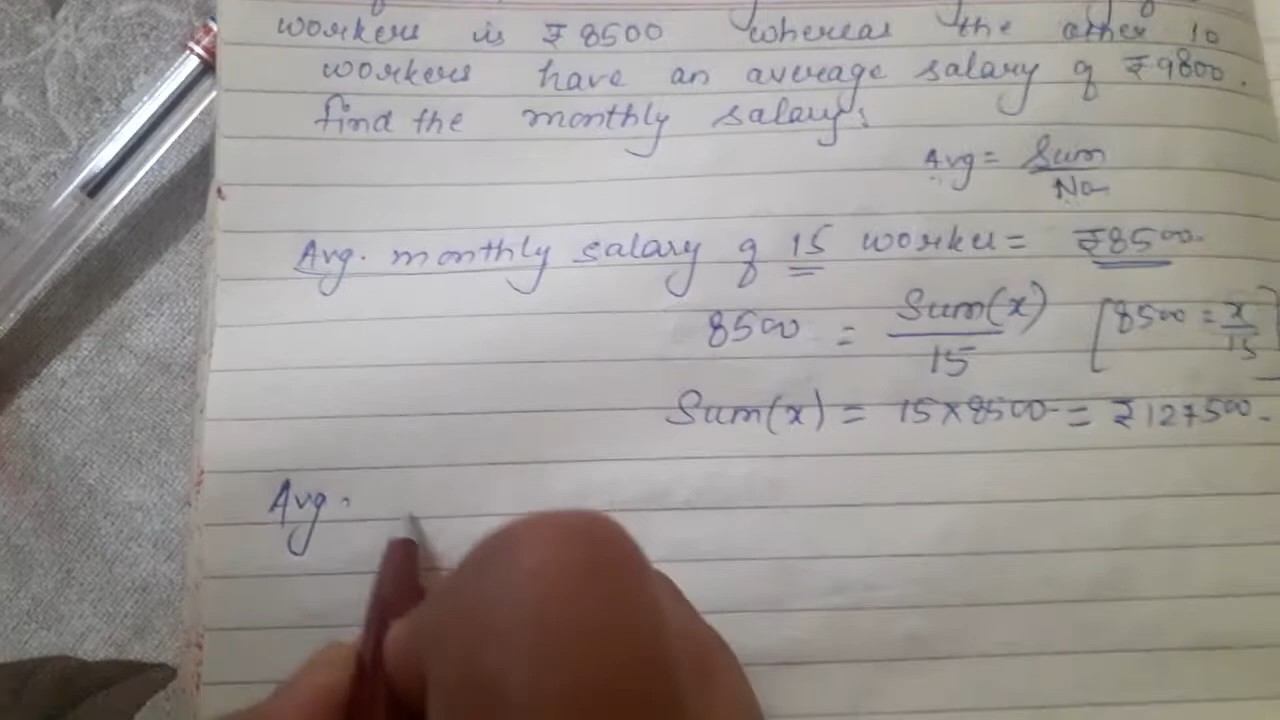 workers is ₹8500 whereas the other 10
workers have an average salary of ₹9800.
find the monthly salary.
Avg = Sum
No
Avg. monthly salary of 15 worker = ₹8500.
8500 = Sum(x) [8500 = x
15 15
Sum(x) = 15×8500 = ₹127500.
Avg.